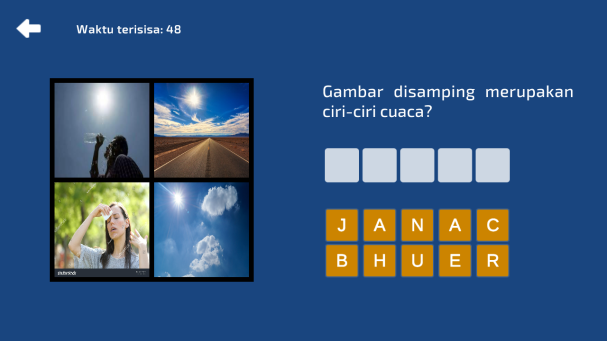 Waktu terisisa: 48
Gambar disamping merupakan
ciri-ciri cuaca?
J A N A C
B H U E R